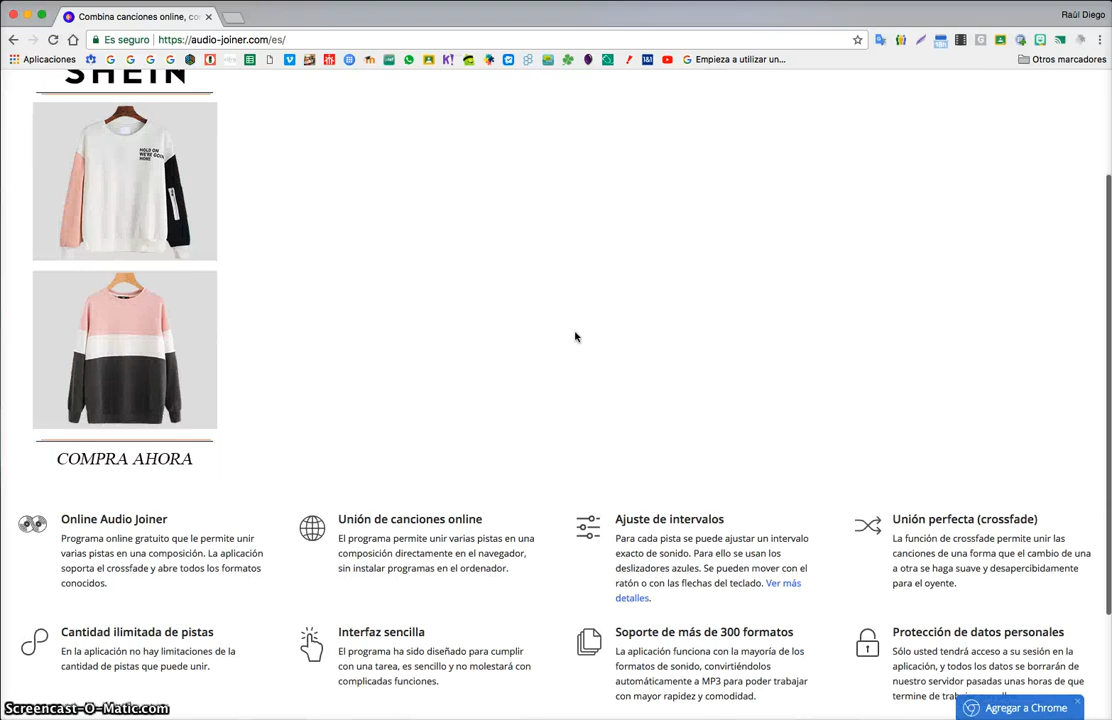 Combina canciones online, co
Raúl Diego
Es seguro
https://audio-joiner.com/es/
Aplicaciones
Empieza a utilizar un...
Otros marcadores
SHEIN
HOLD ON
WE'RE GOING
HOME
COMPRA AHORA
Online Audio Joiner
Programa online gratuito que le permite unir
varias pistas en una composición. La aplicación
soporta el crossfade y abre todos los formatos
conocidos.
Unión de canciones online
El programa permite unir varias pistas en una
composición directamente en el navegador,
sin instalar programas en el ordenador.
Ajuste de intervalos
Para cada pista se puede ajustar un intervalo
exacto de sonido. Para ello se usan los
deslizadores azules. Se pueden mover con el
ratón o con las flechas del teclado. Ver más
detalles.
Unión perfecta (crossfade)
La función de crossfade permite unir las
canciones de una forma que el cambio de una
a otra se haga suave y desapercibidamente
para el oyente.
Cantidad ilimitada de pistas
En la aplicación no hay limitaciones de la
cantidad de pistas que puede unir.
Interfaz sencilla
El programa ha sido diseñado para cumplir
con una tarea, es sencillo y no molestará con
complicadas funciones.
Soporte de más de 300 formatos
La aplicación funciona con la mayoría de los
formatos de sonido, convirtiéndolos
automáticamente a MP3 para poder trabajar
con mayor rapidez y comodidad.
Protección de datos personales
Sólo usted tendrá acceso a su sesión en la
aplicación, y todos los datos se borrarán de
nuestro servidor pasadas unas horas de que
termine de
Agregar a Chrome
Screencast-O-Matic.com